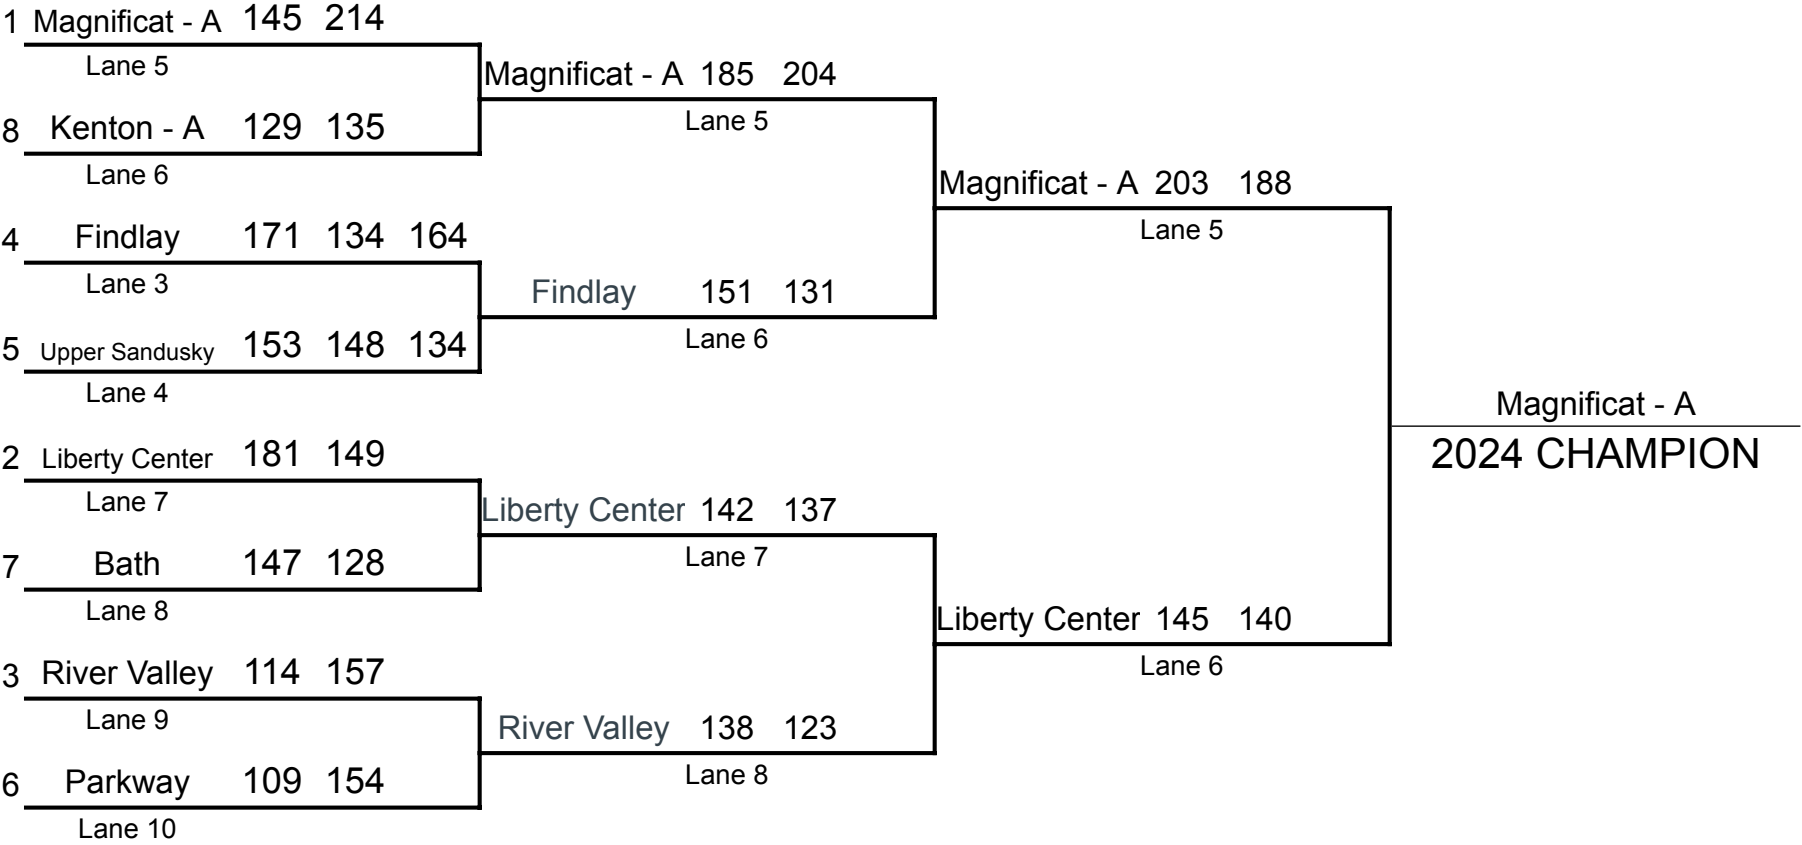 1 Magnificat - A 145 214
Lane 5
Magnificat - A 185 204
Lane 5
8 Kenton - A 129 135
Lane 6
Magnificat - A 203 188
Lane 5
4 Findlay 171 134 164
Lane 3
Findlay 151 131
Lane 6
5 Upper Sandusky 153 148 134
Lane 4
Magnificat - A
2024 CHAMPION
2 Liberty Center 181 149
Lane 7
Liberty Center 142 137
Lane 7
7 Bath 147 128
Lane 8
Liberty Center 145 140
Lane 6
3 River Valley 114 157
Lane 9
River Valley 138 123
Lane 8
6 Parkway 109 154
Lane 10